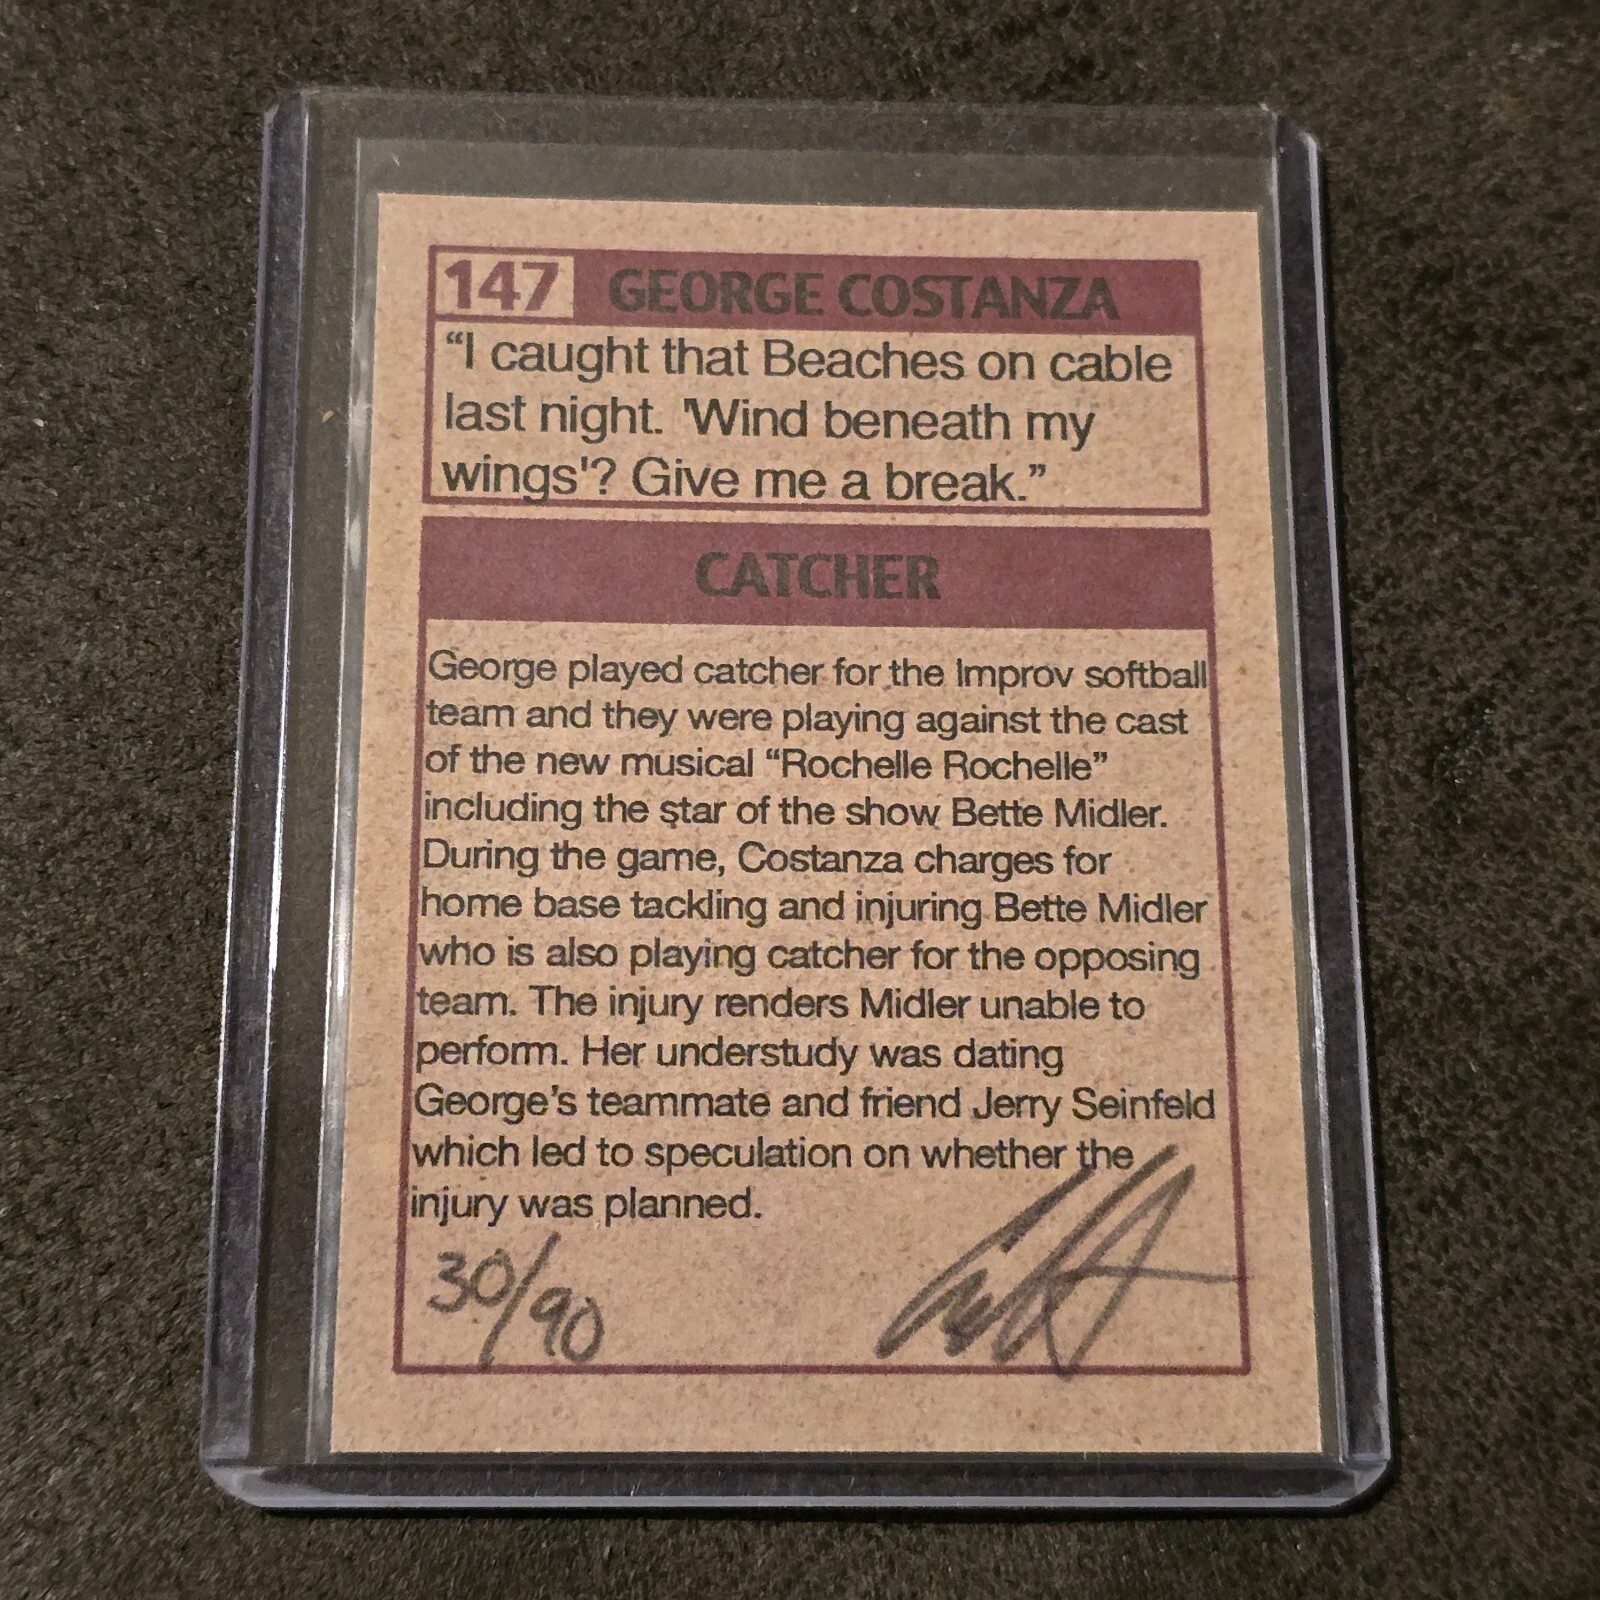 147 GEORGE COSTANZA
“I caught that Beaches on cable
last night. 'Wind beneath my
wings'? Give me a break.”
CATCHER
George played catcher for the Improv softball
team and they were playing against the cast
of the new musical “Rochelle Rochelle”
including the star of the show Bette Midler.
During the game, Costanza charges for
home base tackling and injuring Bette Midler
who is also playing catcher for the opposing
team. The injury renders Midler unable to
perform. Her understudy was dating
George’s teammate and friend Jerry Seinfeld
which led to speculation on whether the
injury was planned.
30/90